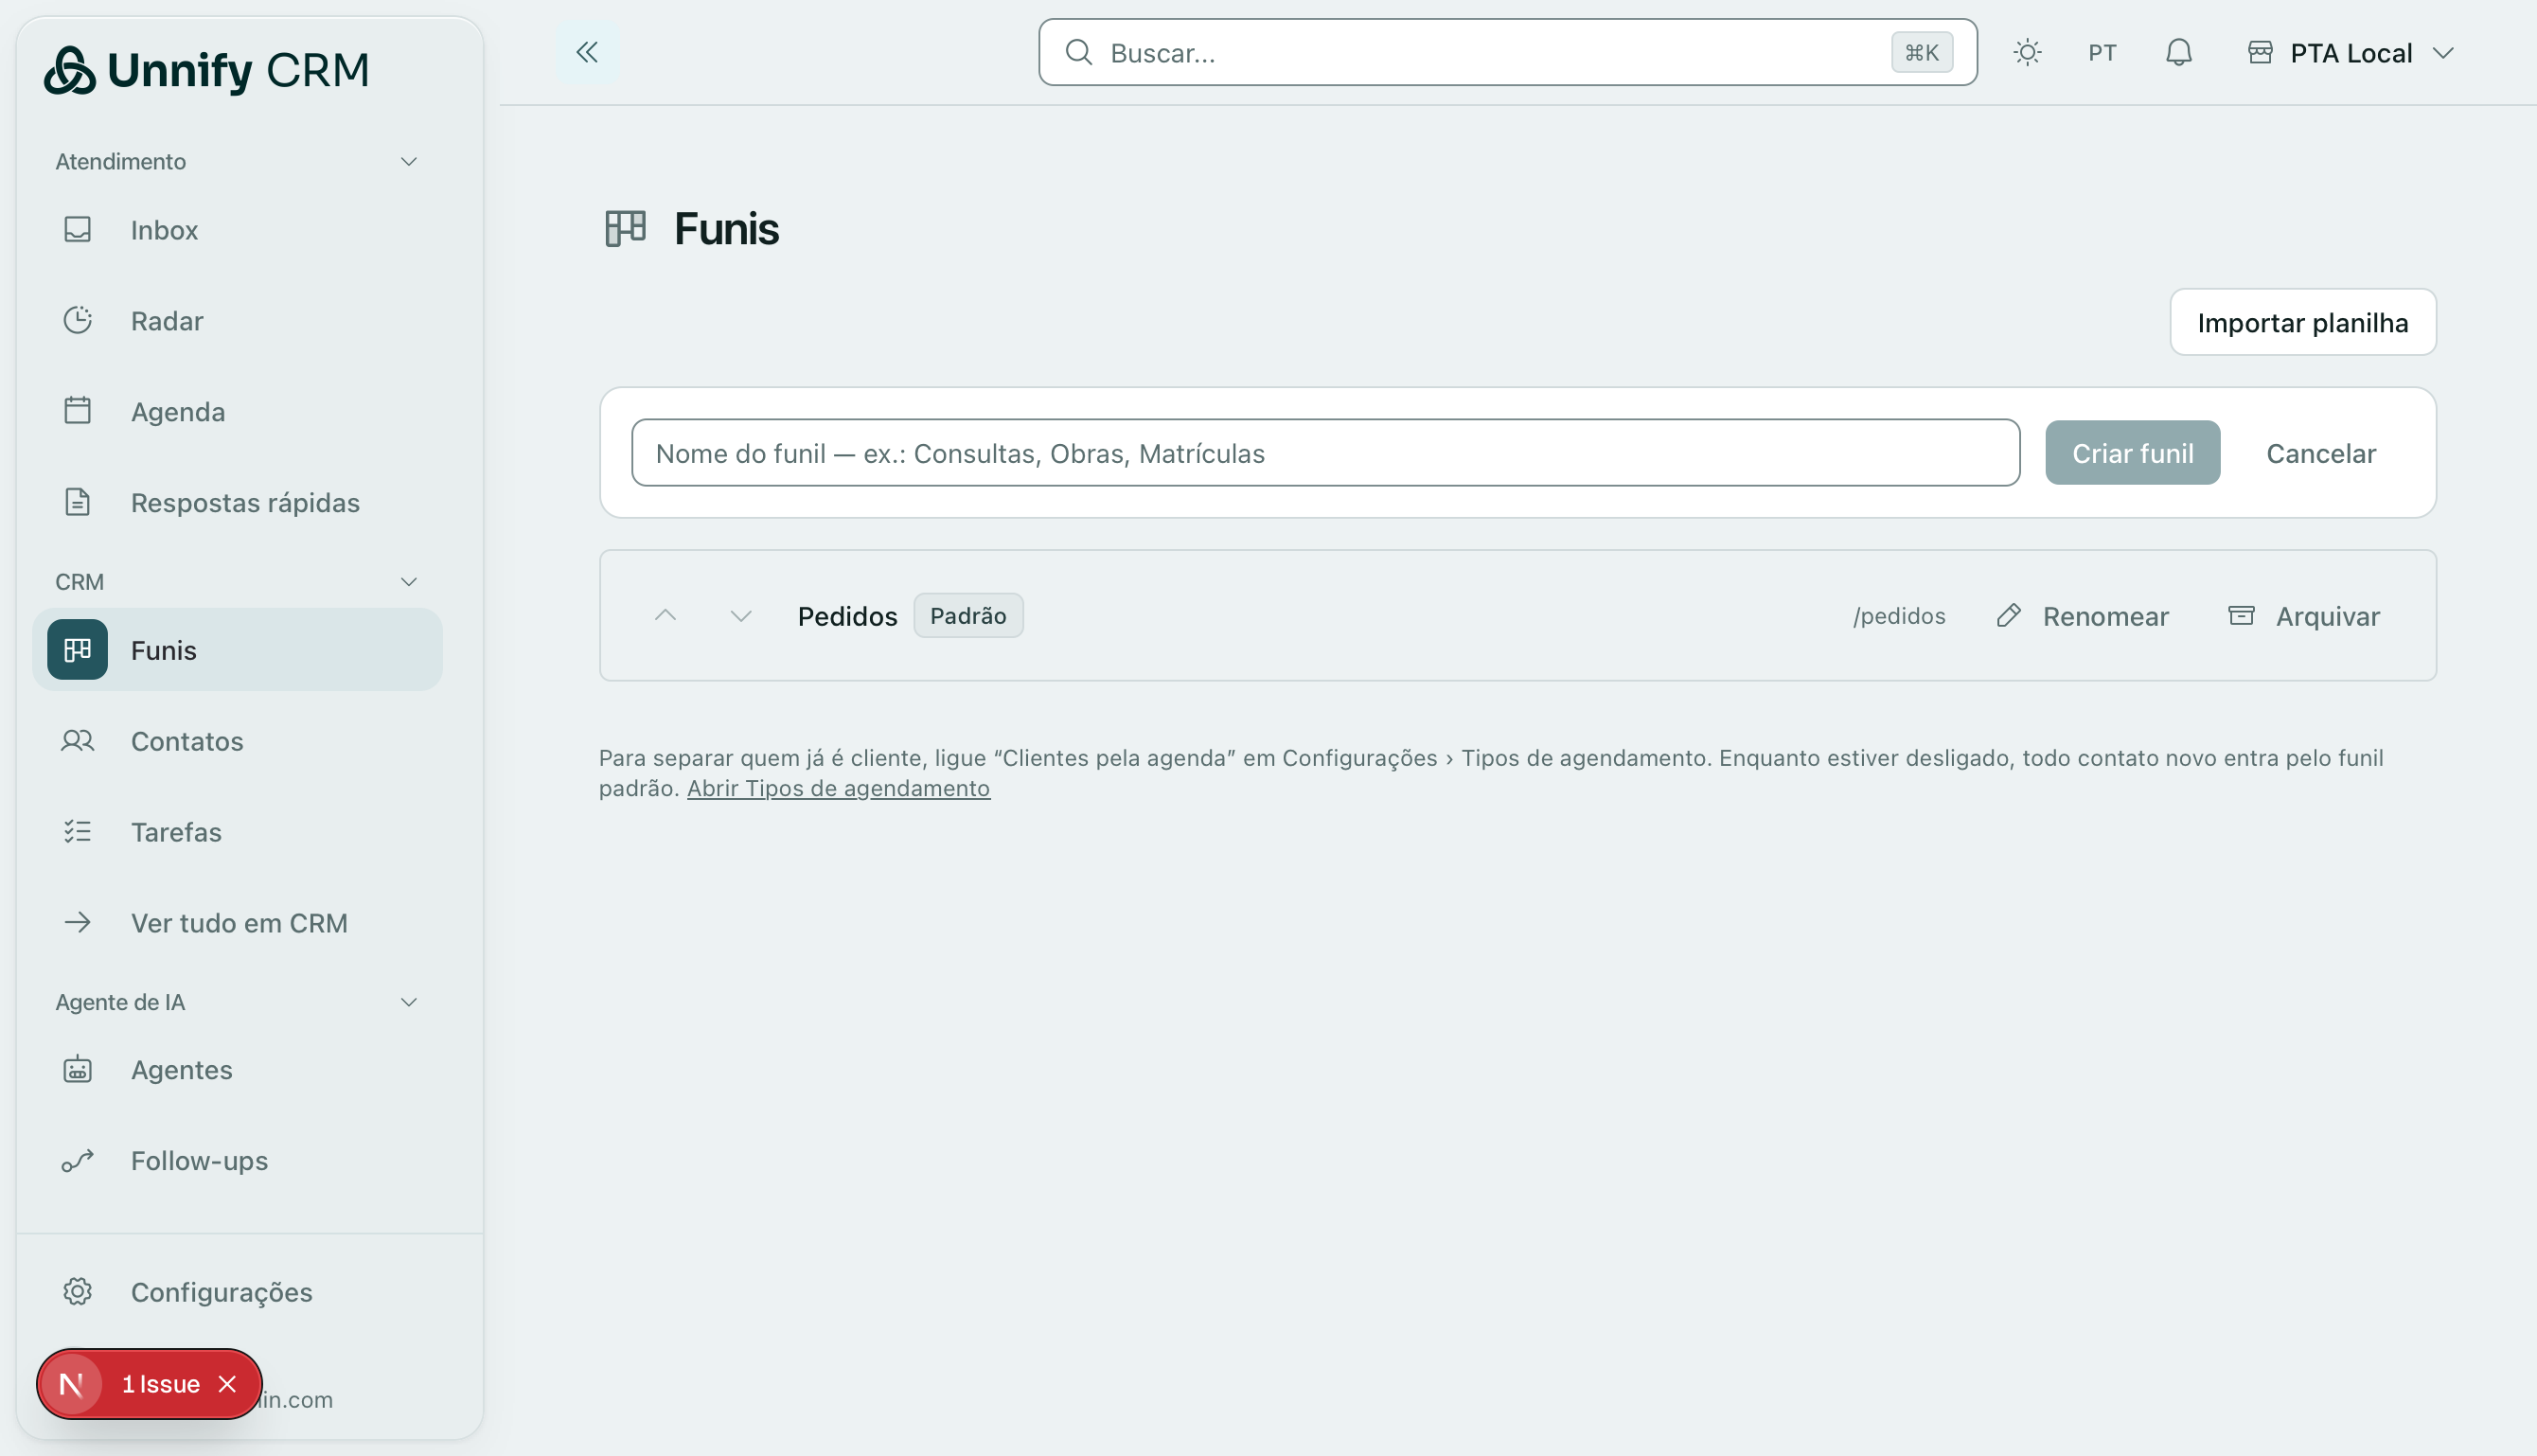 Unnify CRM
Buscar...
⌘K
PT
PTA Local
Atendimento
Inbox
Radar
Agenda
Respostas rápidas
CRM
Funis
Contatos
Tarefas
Ver tudo em CRM
Agente de IA
Agentes
Follow-ups
Configurações
1 Issue
in.com
Funis
Importar planilha
Nome do funil — ex.: Consultas, Obras, Matrículas
Criar funil
Cancelar
Pedidos
Padrão
/pedidos
Renomear
Arquivar
Para separar quem já é cliente, ligue “Clientes pela agenda” em Configurações › Tipos de agendamento. Enquanto estiver desligado, todo contato novo entra pelo funil
padrão. Abrir Tipos de agendamento